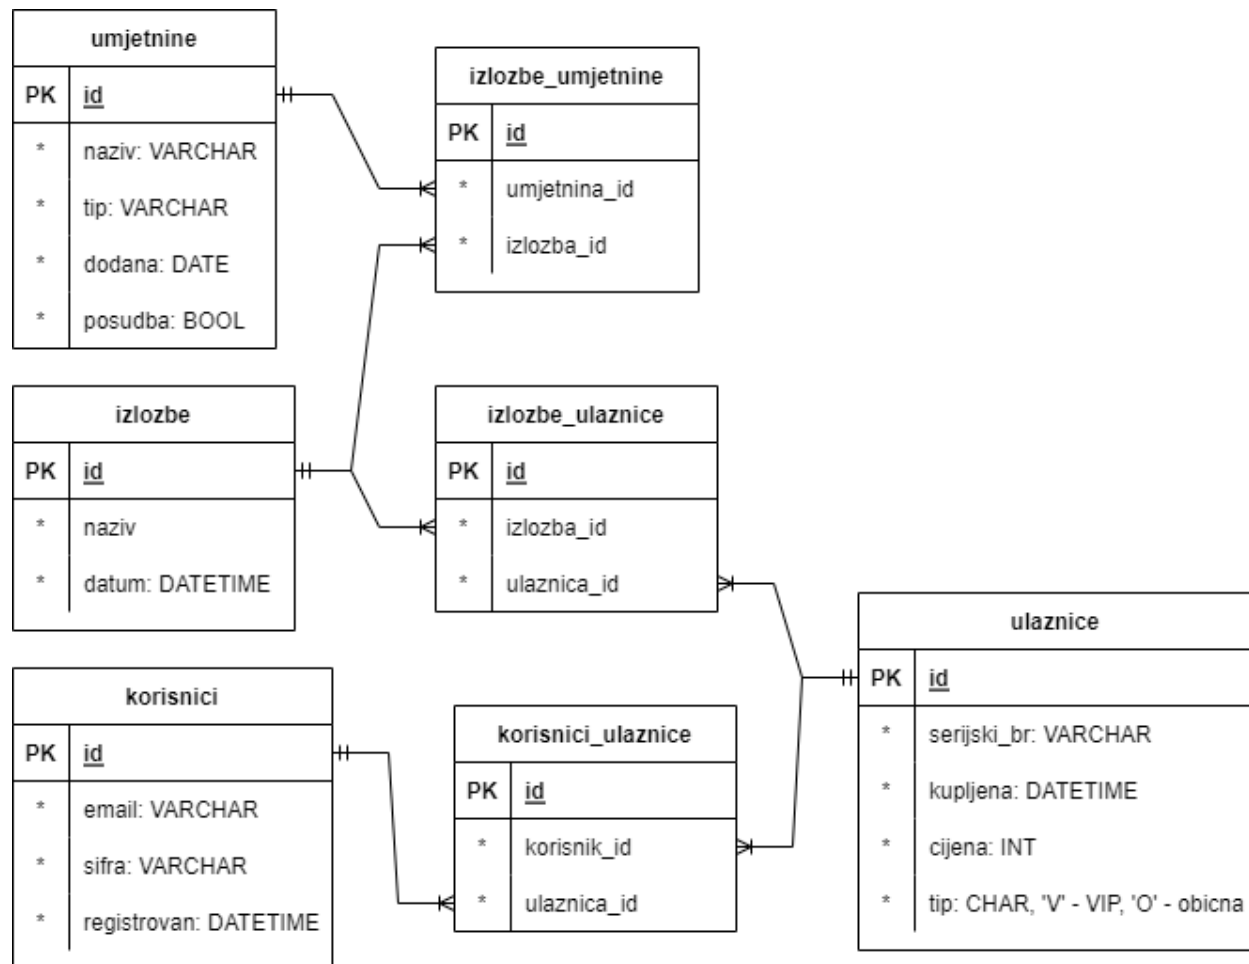 umjetnine
PK id
* naziv: VARCHAR
* tip: VARCHAR
* dodana: DATE
* posudba: BOOL
izlozbe_umjetnine
PK id
* umjetnina_id
* izlozba_id
izlozbe
PK id
* naziv
* datum: DATETIME
izlozbe_ulaznice
PK id
* izlozba_id
* ulaznica_id
ulaznice
PK id
* serijski_br: VARCHAR
* kupljena: DATETIME
* cijena: INT
* tip: CHAR, 'V' - VIP, 'O' - obicna
korisnici
PK id
* email: VARCHAR
* sifra: VARCHAR
* registrovan: DATETIME
korisnici_ulaznice
PK id
* korisnik_id
* ulaznica_id